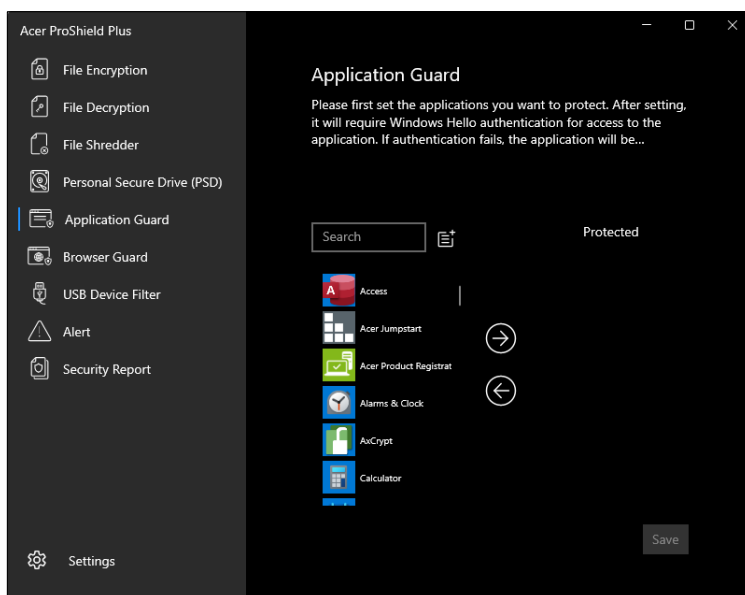 Acer ProShield Plus
File Encryption
File Decryption
File Shredder
Personal Secure Drive (PSD)
Application Guard
Browser Guard
USB Device Filter
Alert
Security Report
Settings
Application Guard
Please first set the applications you want to protect. After setting,
it will require Windows Hello authentication for access to the
application. If authentication fails, the application will be...
Search
Protected
A
Access
Acer Jumpstart
Acer Product Registrat
Alarms & Clock
AxCrypt
Calculator
Save